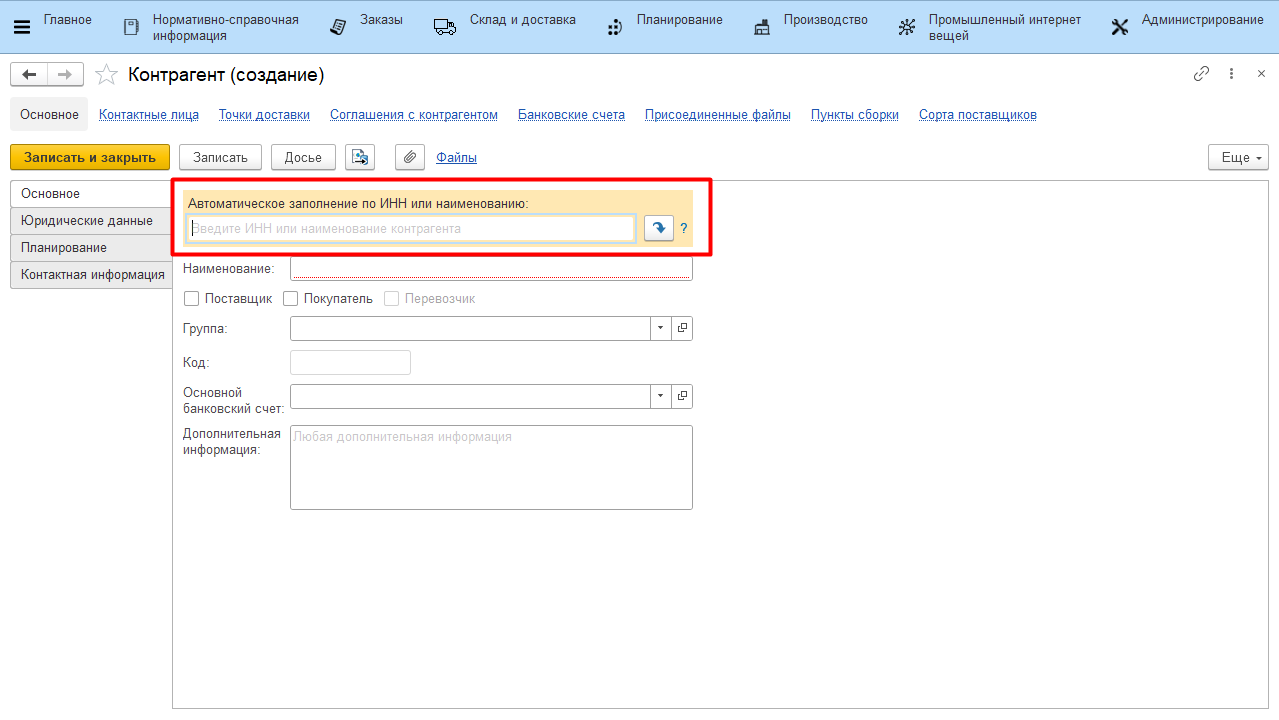 Главное
Нормативно-справочная
информация
Заказы
Склад и доставка
Планирование
Производство
Промышленный интернет
вещей
Администрирование
Контрагент (создание)
Основное Контактные лица Точки доставки Соглашения с контрагентом Банковские счета Присоединенные файлы Пункты сборки Сорта поставщиков
Записать и закрыть Записать Досье Файлы Еще
Основное
Юридические данные
Планирование
Контактная информация
Автоматическое заполнение по ИНН или наименованию:
Введите ИНН или наименование контрагента ?
Наименование:
Поставщик Покупатель Перевозчик
Группа:
Код:
Основной
банковский счет:
Дополнительная
информация:
Любая дополнительная информация